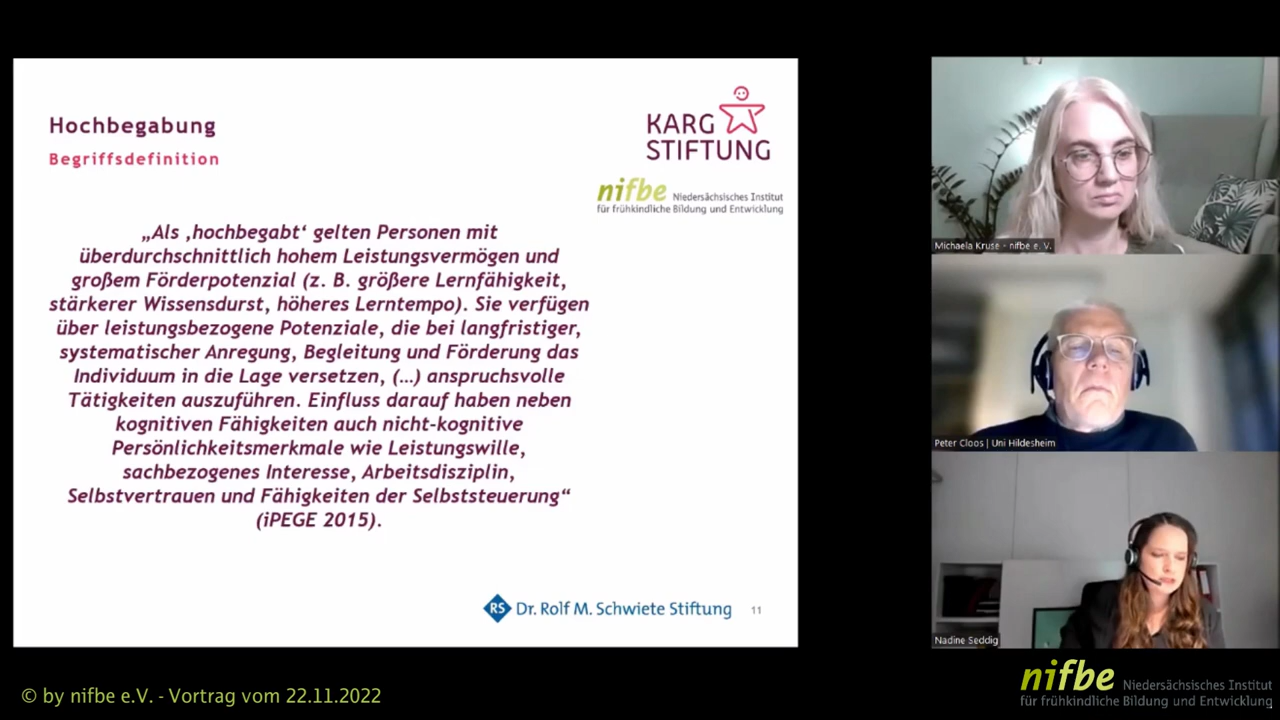 Hochbegabung
Begriffsdefinition
KARG
STIFTUNG
nifbe Niedersächsisches Institut
für frühkindliche Bildung und Entwicklung
„Als ‚hochbegabt‘ gelten Personen mit
überdurchschnittlich hohem Leistungsvermögen und
großem Förderpotenzial (z. B. größere Lernfähigkeit,
stärkerer Wissensdurst, höheres Lerntempo). Sie verfügen
über leistungsbezogene Potenziale, die bei langfristiger,
systematischer Anregung, Begleitung und Förderung das
Individuum in die Lage versetzen, (…) anspruchsvolle
Tätigkeiten auszuführen. Einfluss darauf haben neben
kognitiven Fähigkeiten auch nicht-kognitive
Persönlichkeitsmerkmale wie Leistungswille,
sachbezogenes Interesse, Arbeitsdisziplin,
Selbstvertrauen und Fähigkeiten der Selbststeuerung“
(iPEGE 2015).
RS Dr. Rolf M. Schwiete Stiftung 11
Michaela Kruse - nifbe e. V.
Peter Cloos | Uni Hildesheim
Nadine Seddig
© by nifbe e.V. - Vortrag vom 22.11.2022
nifbe Niedersächsisches Institut
für frühkindliche Bildung und Entwicklung